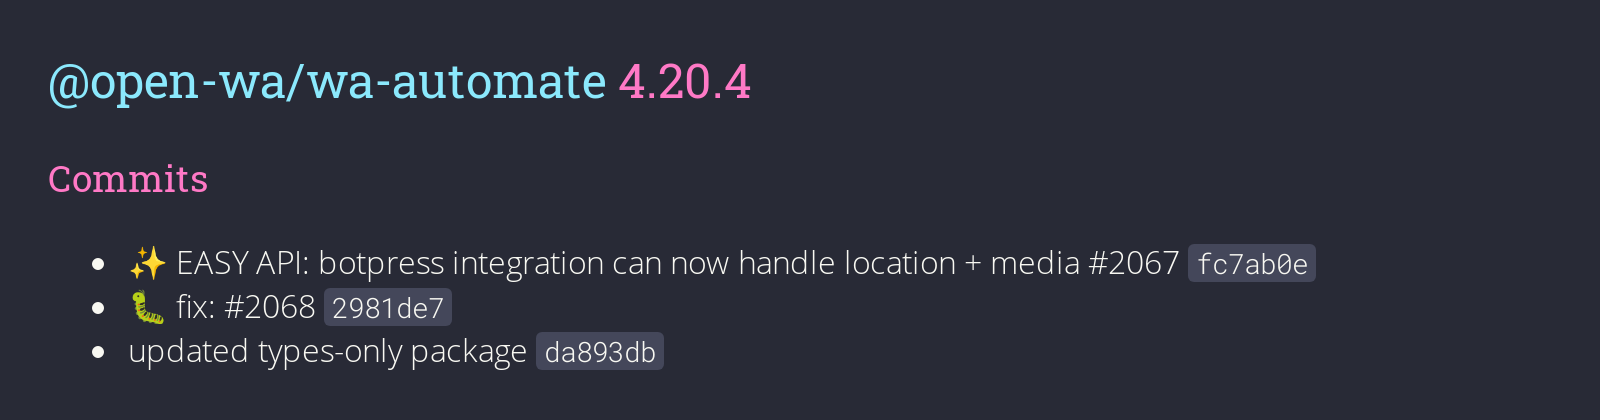 @open-wa/wa-automate 4.20.4
Commits
✨ EASY API: botpress integration can now handle location + media #2067 fc7ab0e
🐛 fix: #2068 2981de7
updated types-only package da893db